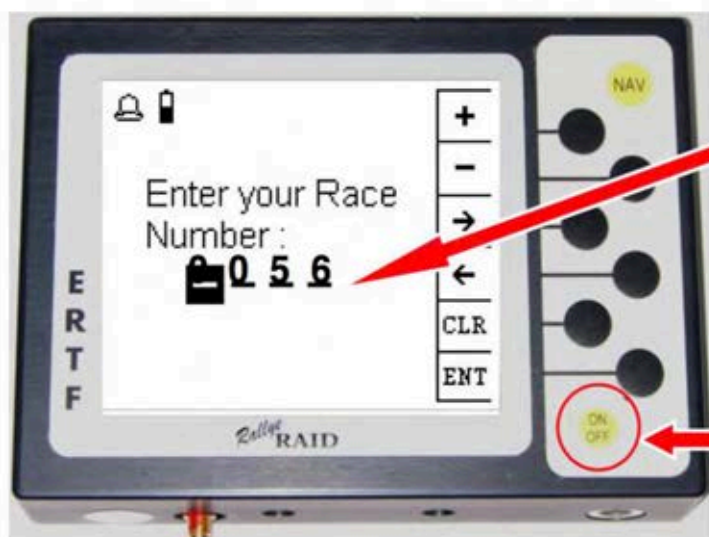 NAV
+
−
Enter your Race
Number :
→
0 5 6
←
CLR
ENT
E
R
T
F
Rallye RAID
ON
OFF